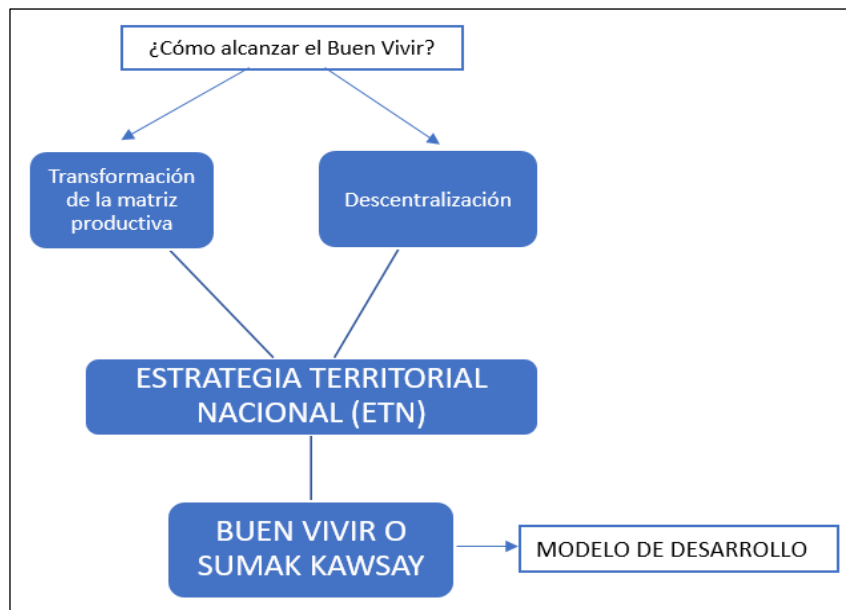 ¿Cómo alcanzar el Buen Vivir?
Transformación
de la matriz
productiva
Descentralización
ESTRATEGIA TERRITORIAL
NACIONAL (ETN)
BUEN VIVIR O
SUMAK KAWSAY
MODELO DE DESARROLLO